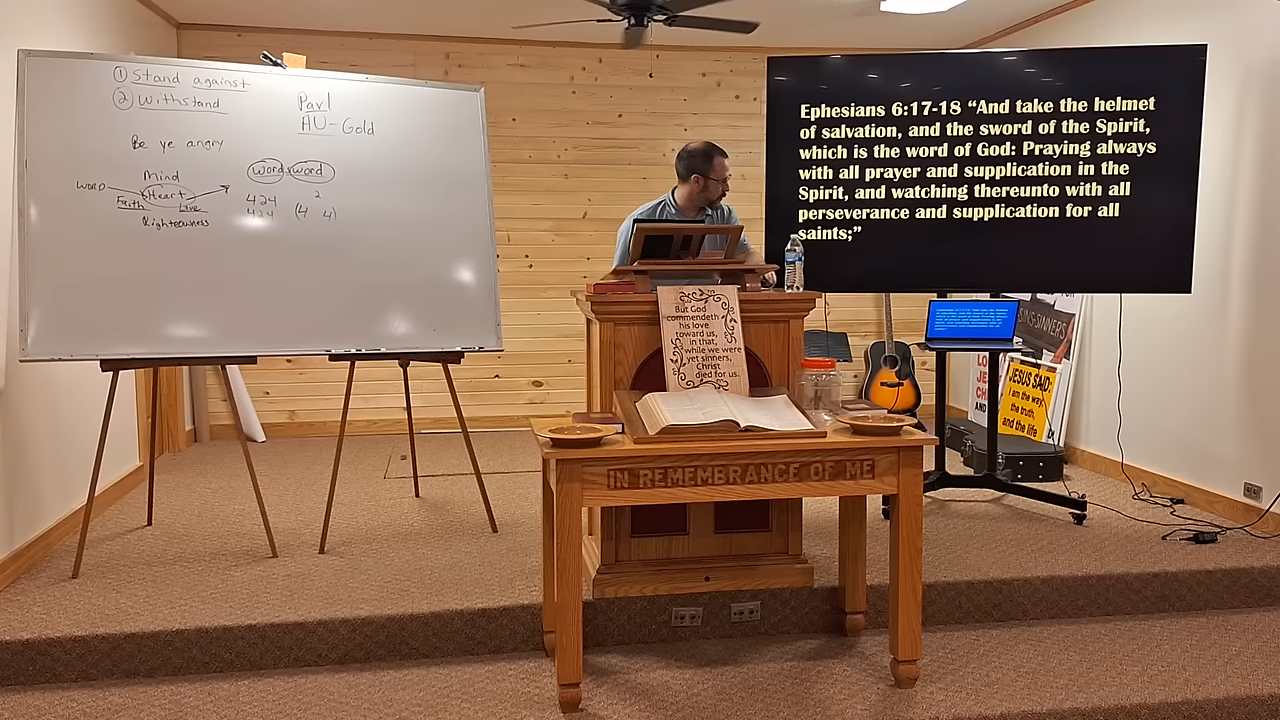 ① Stand against
② Withstand
Be ye angry
Mind
WORD
Heart
Faith
Love
Righteousness
Paul
AU-Gold
words word
424
424
2
(4 4)
Ephesians 6:17-18 “And take the helmet
of salvation, and the sword of the Spirit,
which is the word of God: Praying always
with all prayer and supplication in the
Spirit, and watching thereunto with all
perseverance and supplication for all
saints;”
But God
commendeth
his love
toward us,
in that,
while we were
yet sinners,
Christ
died for us.
IN REMEMBRANCE OF ME
JESUS SAID:
I am the way,
the truth,
and the life